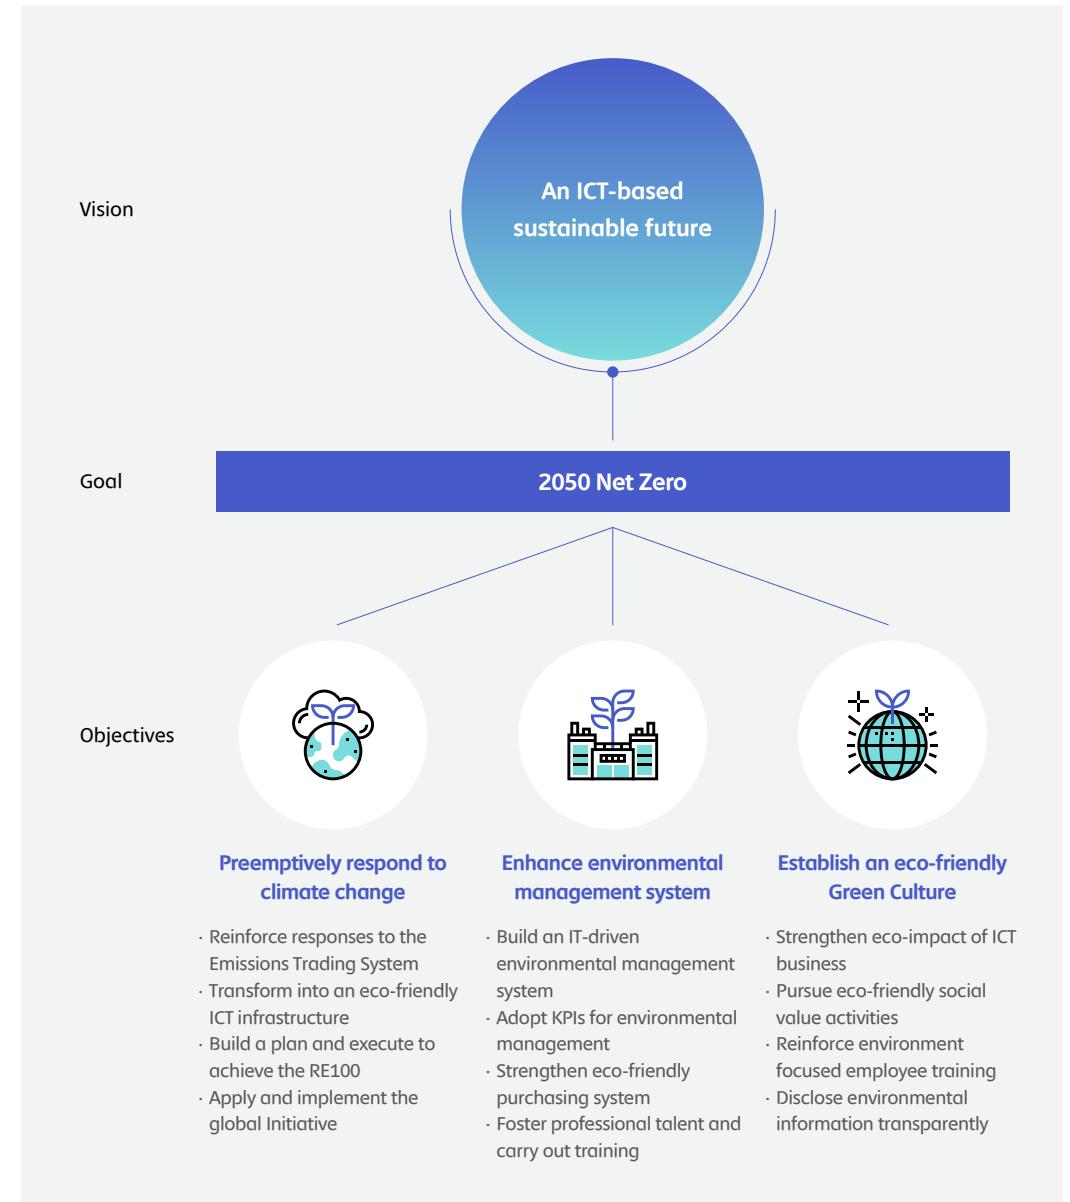 Vision
An ICT-based
sustainable future
Goal
2050 Net Zero
Objectives
Preemptively respond to
climate change
· Reinforce responses to the
Emissions Trading System
· Transform into an eco-friendly
ICT infrastructure
· Build a plan and execute to
achieve the RE100
· Apply and implement the
global Initiative
Enhance environmental
management system
· Build an IT-driven
environmental management
system
· Adopt KPIs for environmental
management
· Strengthen eco-friendly
purchasing system
· Foster professional talent and
carry out training
Establish an eco-friendly
Green Culture
· Strengthen eco-impact of ICT
business
· Pursue eco-friendly social
value activities
· Reinforce environment
focused employee training
· Disclose environmental
information transparently